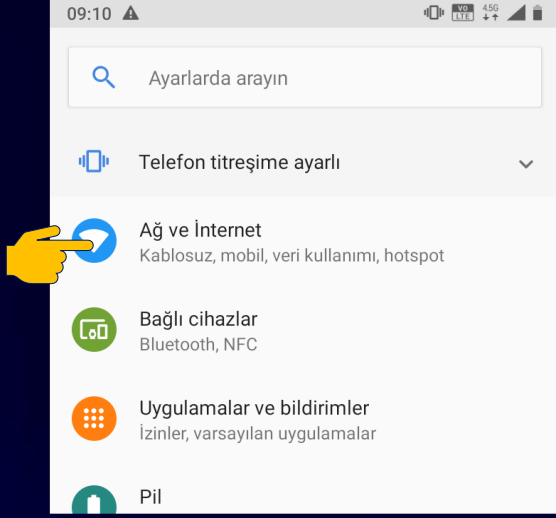 09:10
VO
LTE
4.5G
Ayarlarda arayın
Telefon titreşime ayarlı
Ağ ve İnternet
Kablosuz, mobil, veri kullanımı, hotspot
Bağlı cihazlar
Bluetooth, NFC
Uygulamalar ve bildirimler
İzinler, varsayılan uygulamalar
Pil